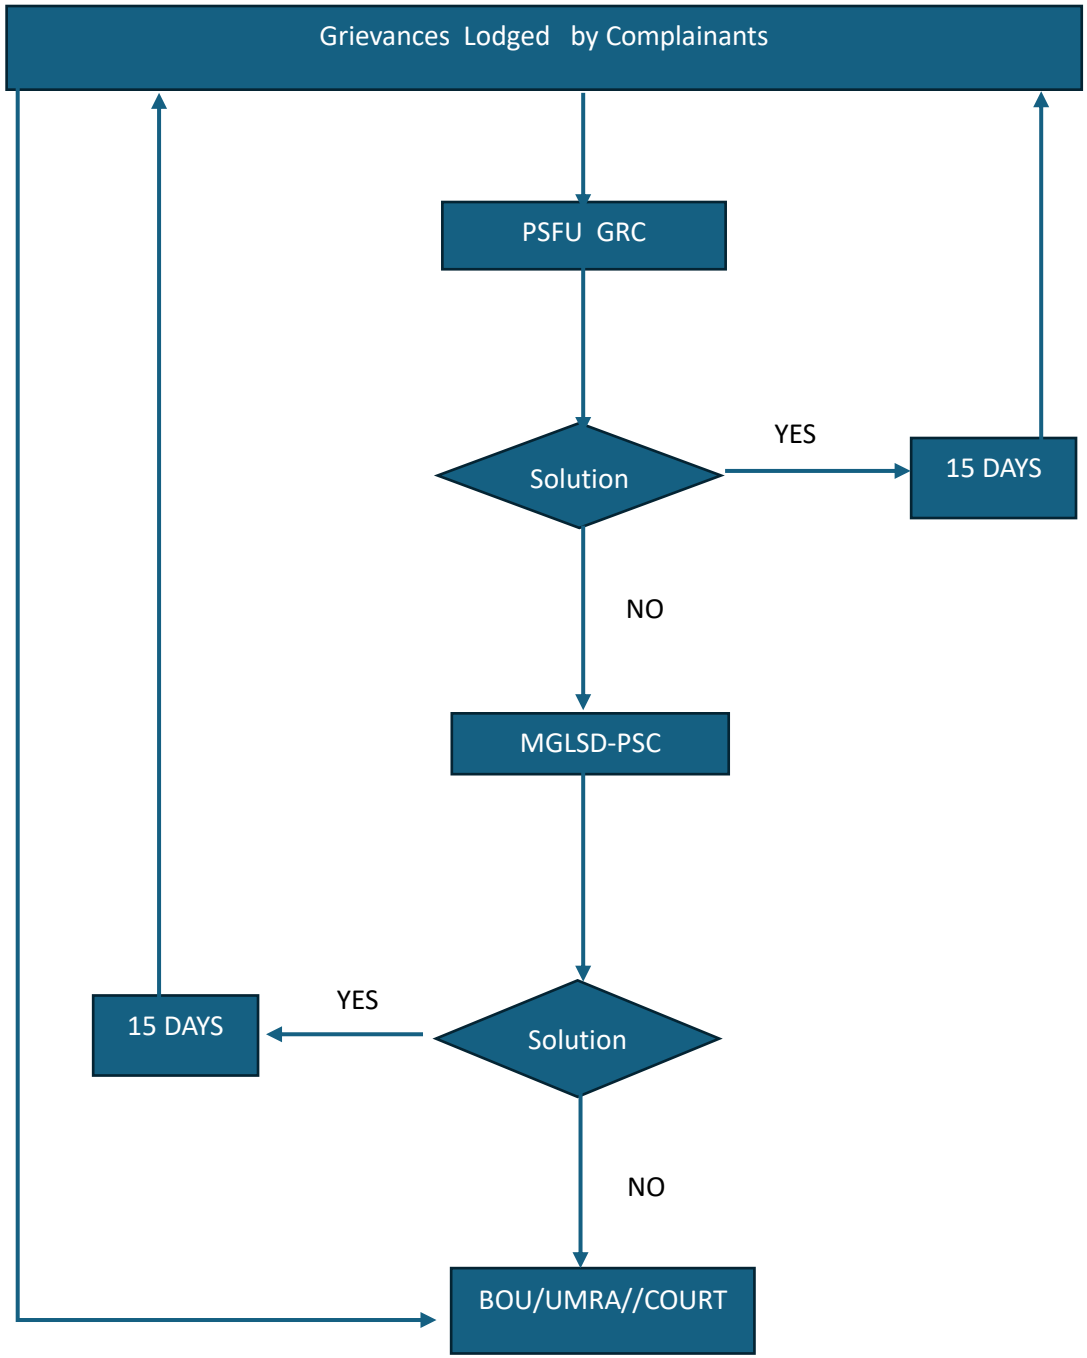 Grievances  Lodged   by Complainants
PSFU  GRC
YES
Solution
15 DAYS
NO
MGLSD-PSC
YES
15 DAYS
Solution
NO
BOU/UMRA//COURT